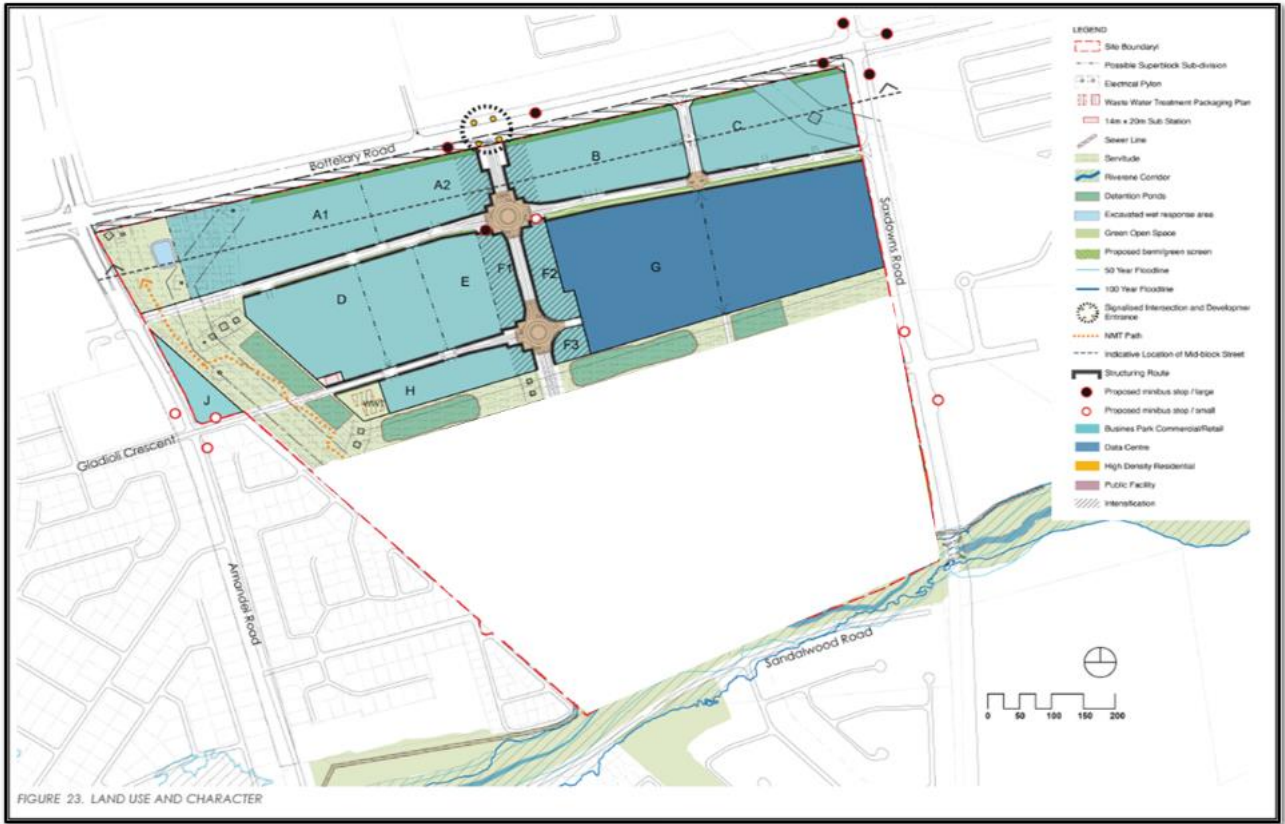 LEGEND
Site Boundaryl
Possible Superblock Sub-division
Electrical Pylon
Waste Water Treatment Packaging Plan
14m x 20m Sub Station
Sewer Line
Servitude
Riverene Corridor
Detention Ponds
Excavated wet response area
Green Open Space
Proposed berm/green screen
50 Year Floodline
100 Year Floodline
Signalised Intersection and Developmer
Entrance
NMT Path
Indicative Location of Mid-block Street
Structuring Route
Proposed minibus stop / large
Proposed minibus stop / small
Busines Park Commercial/Retail
Data Centre
High Density Residential
Public Facility
Intensification
Bottelary Road
C
B
A2
A1
Saxdowns Road
G
F1
F2
E
D
F3
H
WWT
J
Gladioli Crescent
Amandel Road
Sandalwood Road
0 50 100 150 200
FIGURE 23. LAND USE AND CHARACTER